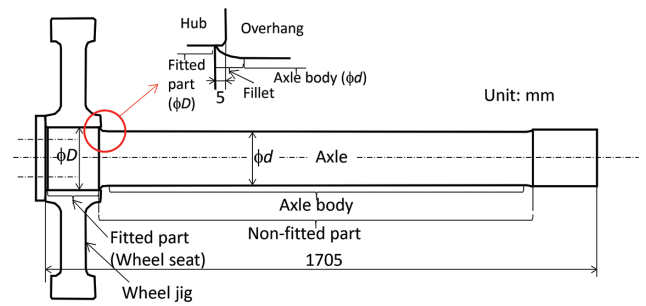 Hub
Overhang
Fitted
part
(ϕD)
5
Fillet
Axle body (ϕd)
Unit: mm
ϕD
ϕd
Axle
Axle body
Non-fitted part
Fitted part
(Wheel seat)
1705
Wheel jig